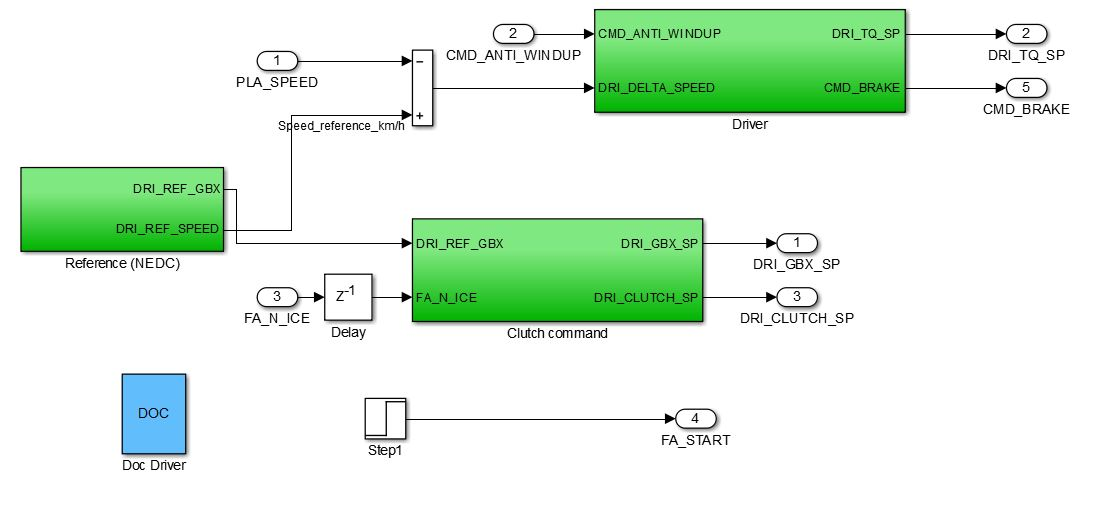 2
CMD_ANTI_WINDUP
CMD_ANTI_WINDUP
DRI_DELTA_SPEED
DRI_TQ_SP
CMD_BRAKE
Driver
2
DRI_TQ_SP
5
CMD_BRAKE
1
PLA_SPEED
−
+
Speed_reference_km/h
DRI_REF_GBX
DRI_REF_SPEED
Reference (NEDC)
DRI_REF_GBX
FA_N_ICE
DRI_GBX_SP
DRI_CLUTCH_SP
Clutch command
1
DRI_GBX_SP
3
DRI_CLUTCH_SP
3
FA_N_ICE
z-1
Delay
DOC
Doc Driver
Step1
4
FA_START